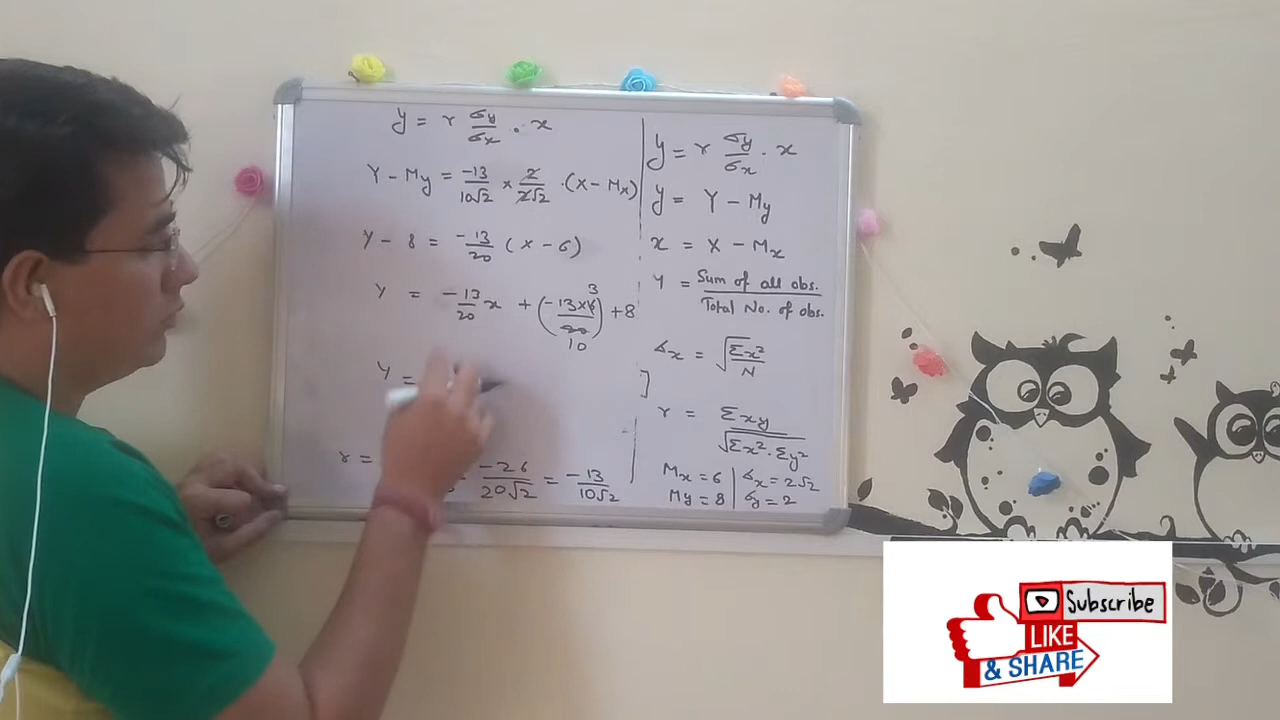 y = r σy/σx . x
Y - My = -13/10√2 × 2/2√2 .(X - Mx)
Y - 8 = -13/20 (X - 6)
Y = -13/20 x + (-13×6/20 3 10) + 8
Y =
r =
= -26/20√2 = -13/10√2
y = r σy/σx . x
y = Y - My
x = X - Mx
Y = Sum of all obs./Total No. of obs.
σx = √Σx²/N
r = Σxy/√Σx².Σy²
Mx = 6 | σx = 2√2
My = 8 | σy = 2
Subscribe
LIKE
& SHARE